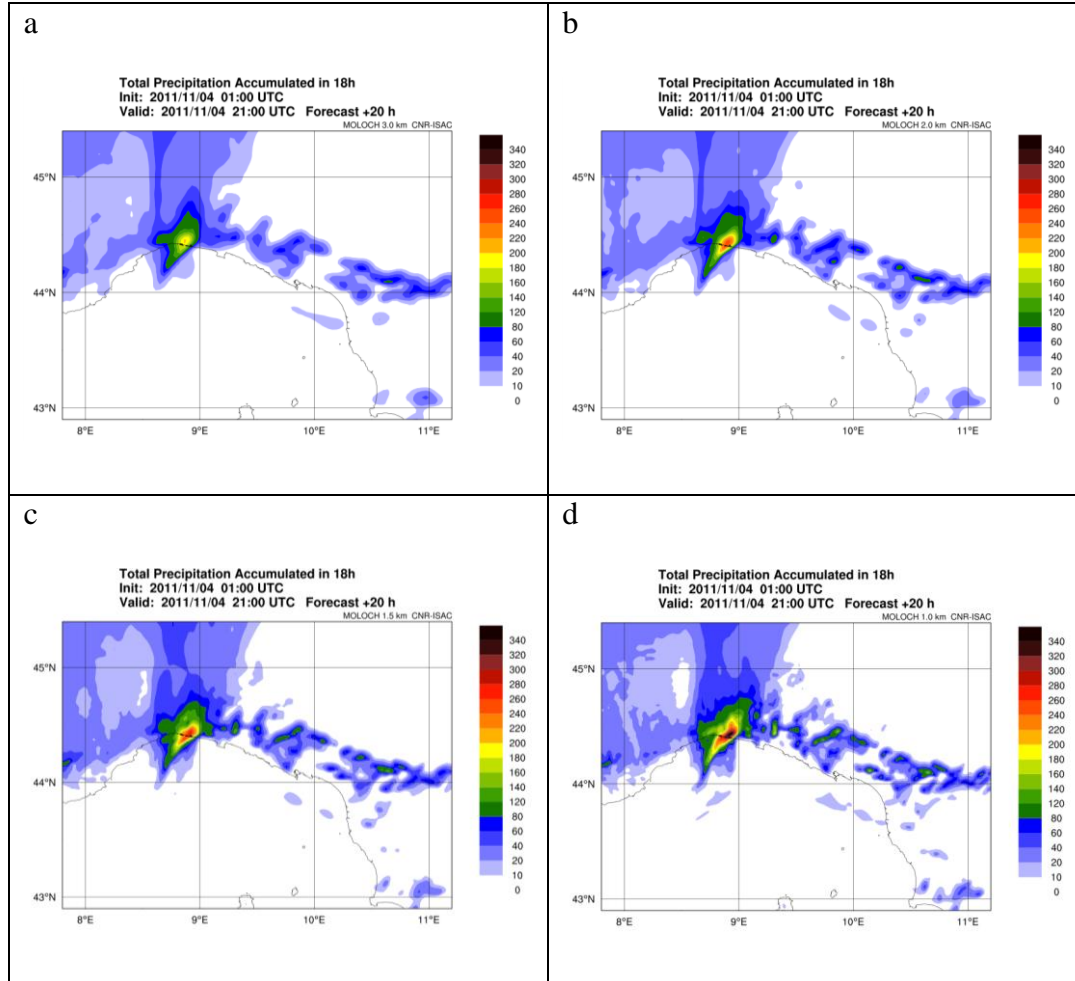 a
Total Precipitation Accumulated in 18h
Init: 2011/11/04 01:00 UTC
Valid: 2011/11/04 21:00 UTC Forecast +20 h
MOLOCH 3.0 km CNR-ISAC
45°N
44°N
43°N
8°E 9°E 10°E 11°E
340
320
300
280
260
240
220
200
180
160
140
120
100
80
60
40
20
10
0
b
Total Precipitation Accumulated in 18h
Init: 2011/11/04 01:00 UTC
Valid: 2011/11/04 21:00 UTC Forecast +20 h
MOLOCH 2.0 km CNR-ISAC
45°N
44°N
43°N
8°E 9°E 10°E 11°E
340
320
300
280
260
240
220
200
180
160
140
120
100
80
60
40
20
10
0
c
Total Precipitation Accumulated in 18h
Init: 2011/11/04 01:00 UTC
Valid: 2011/11/04 21:00 UTC Forecast +20 h
MOLOCH 1.5 km CNR-ISAC
45°N
44°N
43°N
8°E 9°E 10°E 11°E
340
320
300
280
260
240
220
200
180
160
140
120
100
80
60
40
20
10
0
d
Total Precipitation Accumulated in 18h
Init: 2011/11/04 01:00 UTC
Valid: 2011/11/04 21:00 UTC Forecast +20 h
MOLOCH 1.0 km CNR-ISAC
45°N
44°N
43°N
8°E 9°E 10°E 11°E
340
320
300
280
260
240
220
200
180
160
140
120
100
80
60
40
20
10
0